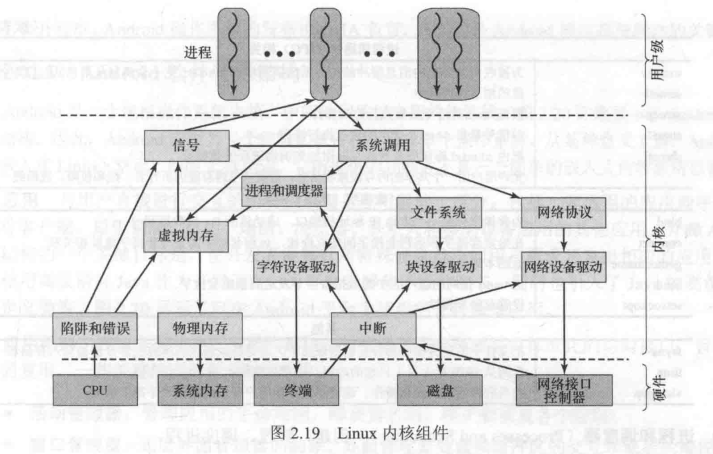 进程
用户级
信号
系统调用
进程和调度器
文件系统
网络协议
虚拟内存
内核
字符设备驱动
块设备驱动
网络设备驱动
陷阱和错误
物理内存
中断
CPU
系统内存
终端
磁盘
网络接口
控制器
硬件
图 2.19 Linux 内核组件